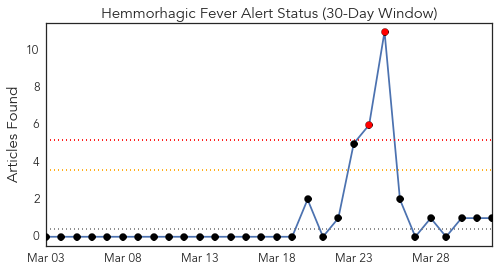 Hemmorhagic Fever Alert Status (30-Day Window)
Articles Found
10
8
6
4
2
0
Mar 03 Mar 08 Mar 13 Mar 18 Mar 23 Mar 28